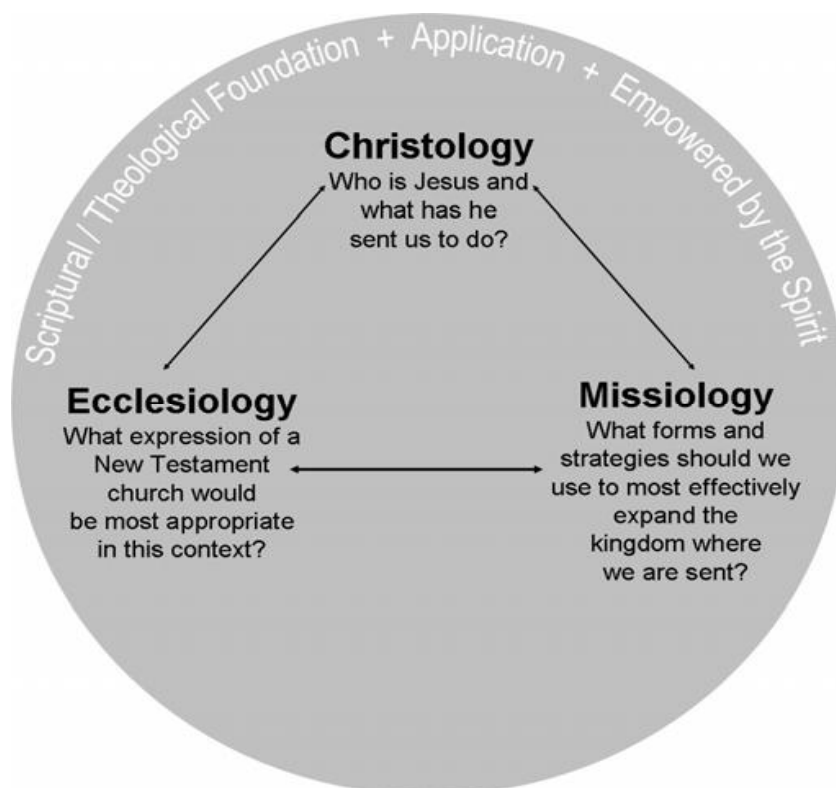 Scriptural / Theological Foundation + Application + Empowered by the Spirit
Christology
Who is Jesus and
what has he
sent us to do?
Ecclesiology
What expression of a
New Testament
church would
be most appropriate
in this context?
Missiology
What forms and
strategies should we
use to most effectively
expand the
kingdom where
we are sent?